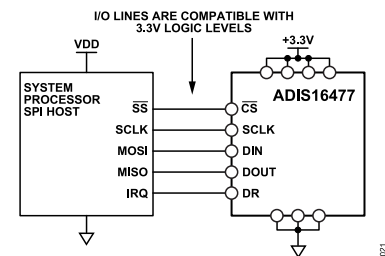 I/O LINES ARE COMPATIBLE WITH
3.3V LOGIC LEVELS
VDD
+3.3V
SYSTEM
PROCESSOR
SPI HOST
ADIS16477
SS CS
SCLK SCLK
MOSI DIN
MISO DOUT
IRQ DR
021